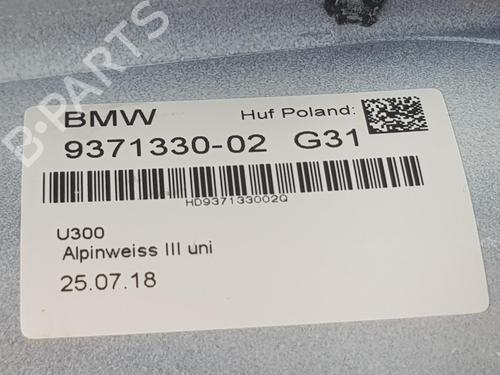 B-PARTS
BMW Huf Poland:
9371330-02 G31
HD937133002Q
U300
Alpinweiss III uni
25.07.18